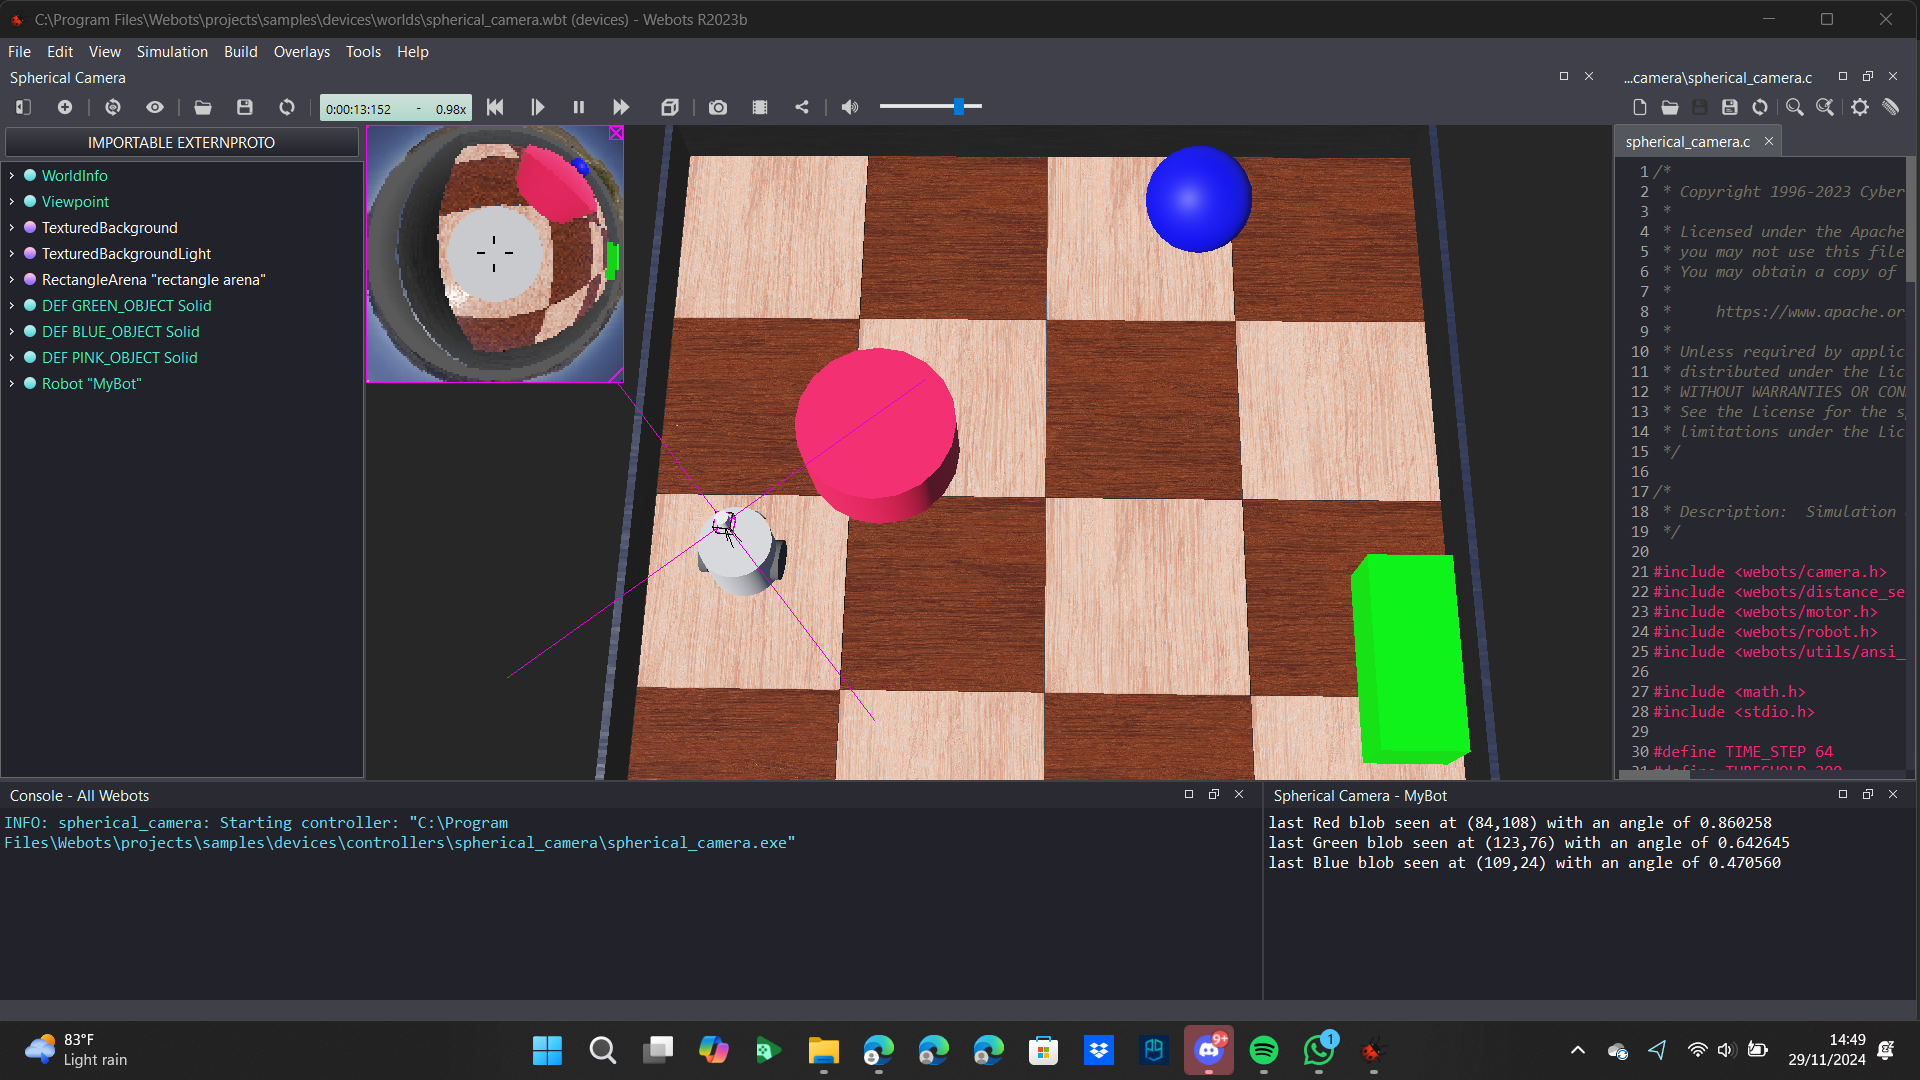 C:\Program Files\Webots\projects\samples\devices\worlds\spherical_camera.wbt (devices) - Webots R2023b
File Edit View Simulation Build Overlays Tools Help
Spherical Camera
...camera\spherical_camera.c
0:00:13:152 - 0.98x
IMPORTABLE EXTERNPROTO
WorldInfo
Viewpoint
TexturedBackground
TexturedBackgroundLight
RectangleArena "rectangle arena"
DEF GREEN_OBJECT Solid
DEF BLUE_OBJECT Solid
DEF PINK_OBJECT Solid
Robot "MyBot"
spherical_camera.c
1 /*
2 * Copyright 1996-2023 Cyber
3 *
4 * Licensed under the Apache
5 you may not use this file
6 * You may obtain a copy of
7 *
8 * https://www.apache.or
9 *
10 * Unless required by applic
11 * distributed under the Lic
12 * WITHOUT WARRANTIES OR CON
13 * See the License for the s
14 * limitations under the Lic
15 */
16
17 /*
18 * Description: Simulation
19 */
20
21 #include <webots/camera.h>
22 #include <webots/distance_se
23 #include <webots/motor.h>
24 #include <webots/robot.h>
25 #include <webots/utils/ansi_
26
27 #include <math.h>
28 #include <stdio.h>
29
30 #define TIME_STEP 64
Console - All Webots
INFO: spherical_camera: Starting controller: "C:\Program
Files\Webots\projects\samples\devices\controllers\spherical_camera\spherical_camera.exe"
Spherical Camera - MyBot
last Red blob seen at (84,108) with an angle of 0.860258
last Green blob seen at (123,76) with an angle of 0.642645
last Blue blob seen at (109,24) with an angle of 0.470560
83°F
Light rain
9+
1
14:49
29/11/2024